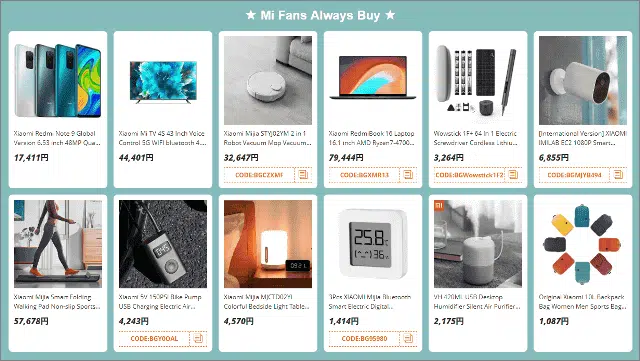 ★ Mi Fans Always Buy ★
Xiaomi Redmi Note 9 Global
Version 6.53 inch 48MP Qua...
17,411円
Xiaomi Mi TV 4S 43 Inch Voice
Control 5G WIFI bluetooth 4....
44,401円
Xiaomi Mijia STYJ02YM 2 in 1
Robot Vacuum Mop Vacuum...
32,647円
CODE:BGCZXMF
Xiaomi RedmiBook 16 Laptop
16.1 inch AMD Ryzen7-4700...
79,444円
CODE:BGXMR13
Wowstick 1F+ 64 In 1 Electric
Screwdriver Cordless Lithiu...
3,264円
CODE:BGWowstick1F2
[International Version] XIAOMI
IMILAB EC2 1080P Smart...
6,855円
CODE:BGMJYB494
Xiaomi Mijia Smart Folding
Walking Pad Non-slip Sports...
57,678円
Xiaomi 5V 150PSI Bike Pump
USB Charging Electric Air...
4,243円
CODE:BGYOOAL
Xiaomi Mijia MJCTD02YL
Colorful Bedside Light Table...
4,570円
25.8
36
3Pcs XIAOMI Mijia Bluetooth
Smart Electric Digital...
1,414円
CODE:BG95980
MI
VH 420ML USB Desktop
Humidifier Silent Air Purifier...
2,175円
Original Xiaomi 10L Backpack
Bag Women Men Sports Bag...
1,087円